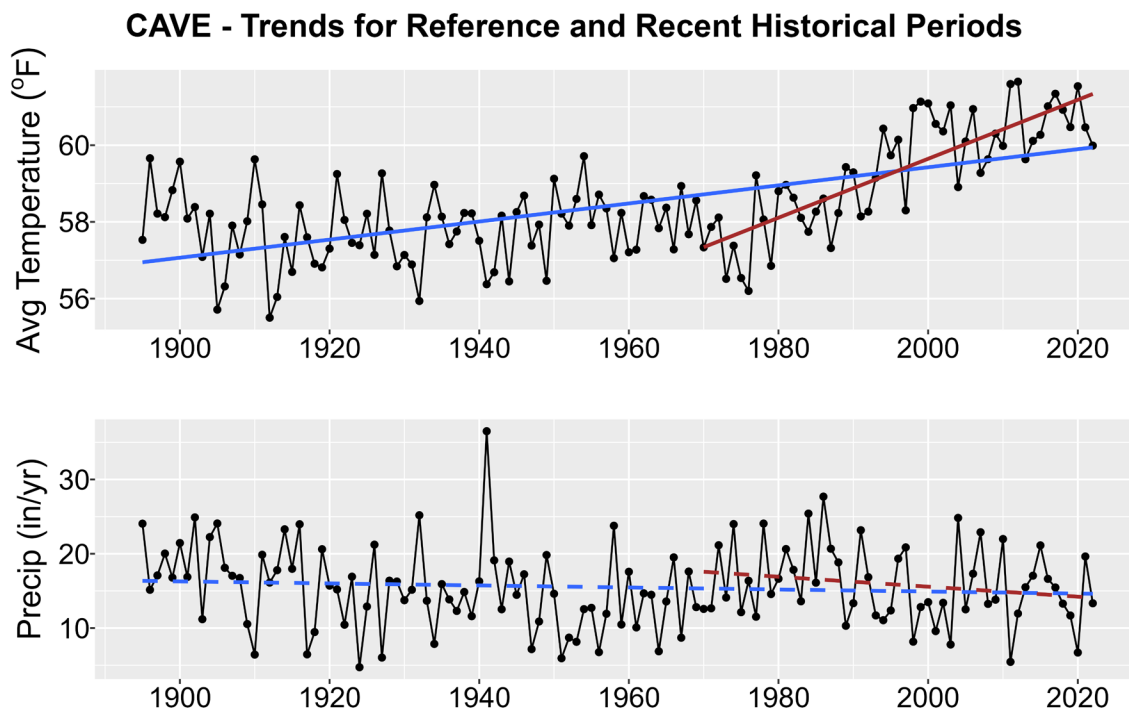 CAVE - Trends for Reference and Recent Historical Periods
Avg Temperature (°F)
60
58
56
1900 1920 1940 1960 1980 2000 2020
Precip (in/yr)
30
20
10
1900 1920 1940 1960 1980 2000 2020